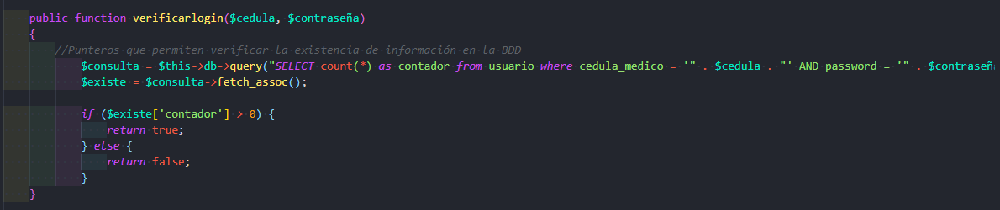 public function verificarlogin($cedula, $contraseña)
{
//Punteros que permiten verificar la existencia de información en la BDD
$consulta = $this->db->query("SELECT count(*) as contador from usuario where cedula_medico = '" . $cedula . "' AND password = '" . $contraseñ
$existe = $consulta->fetch_assoc();
if ($existe['contador'] > 0) {
return true;
} else {
return false;
}
}